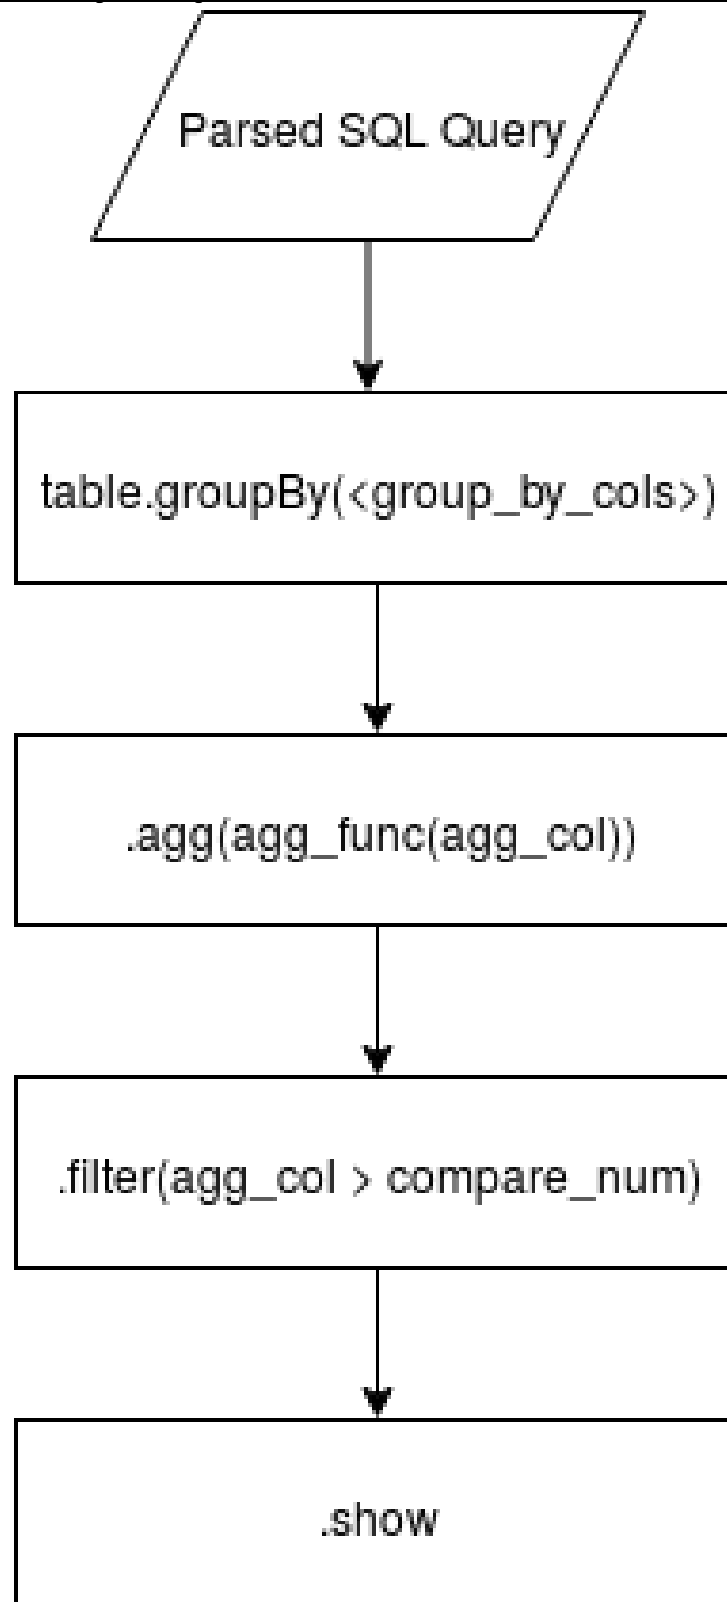 Parsed SQL Query
table.groupBy(<group_by_cols>)
.agg(agg_func(agg_col))
.filter(agg_col > compare_num)
.show